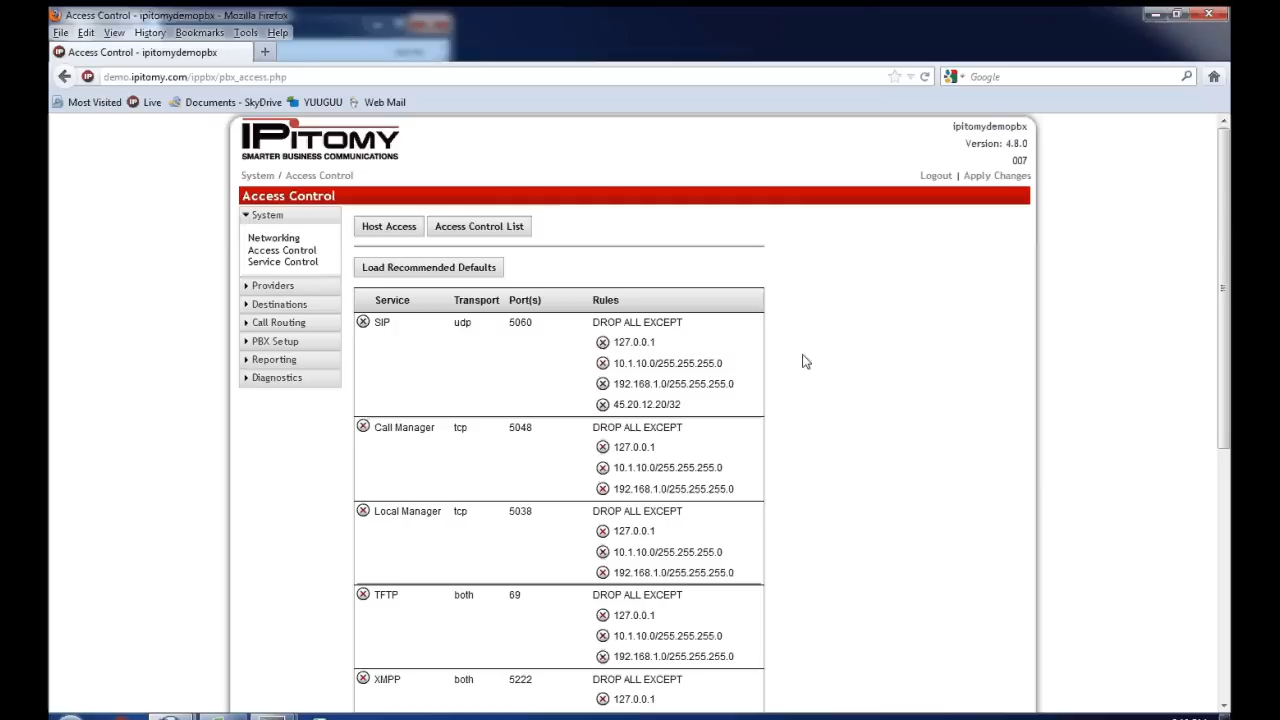 Access Control - ipitomydemopbx - Mozilla Firefox
File Edit View History Bookmarks Tools Help
Access Control - ipitomydemopbx
demo.ipitomy.com/ippbx/pbx_access.php
Google
Most Visited Live Documents - SkyDrive YUUGUU Web Mail
IPITOMY
SMARTER BUSINESS COMMUNICATIONS
ipitomydemopbx
Version: 4.8.0
007
System / Access Control
Logout | Apply Changes
Access Control
System
Networking
Access Control
Service Control
Providers
Destinations
Call Routing
PBX Setup
Reporting
Diagnostics
Host Access Access Control List
Load Recommended Defaults
Service Transport Port(s) Rules
SIP udp 5060 DROP ALL EXCEPT
127.0.0.1
10.1.10.0/255.255.255.0
192.168.1.0/255.255.255.0
45.20.12.20/32
Call Manager tcp 5048 DROP ALL EXCEPT
127.0.0.1
10.1.10.0/255.255.255.0
192.168.1.0/255.255.255.0
Local Manager tcp 5038 DROP ALL EXCEPT
127.0.0.1
10.1.10.0/255.255.255.0
192.168.1.0/255.255.255.0
TFTP both 69 DROP ALL EXCEPT
127.0.0.1
10.1.10.0/255.255.255.0
192.168.1.0/255.255.255.0
XMPP both 5222 DROP ALL EXCEPT
127.0.0.1